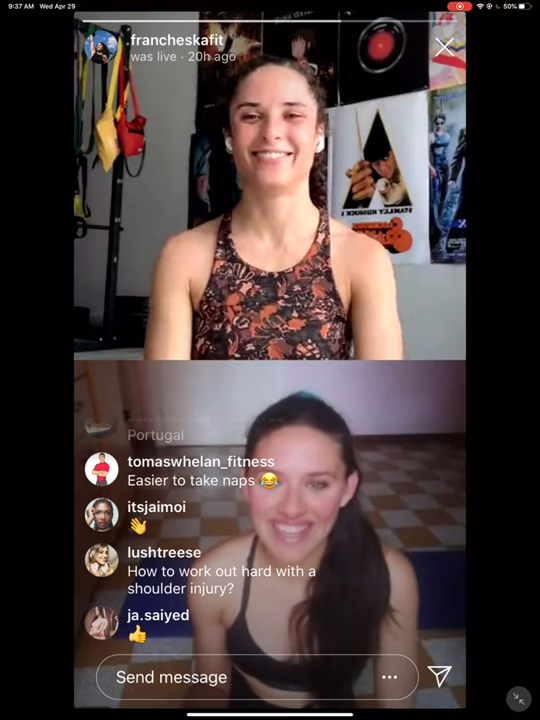 9:37 AM Wed Apr 29
50%
francheskafit
was live · 20h ago
STANLEY KUBRICK
Portugal
tomaswhelan_fitness
Easier to take naps 😂
itsjaimoi
👋
lushtreese
How to work out hard with a
shoulder injury?
ja.saiyed
👍
Send message